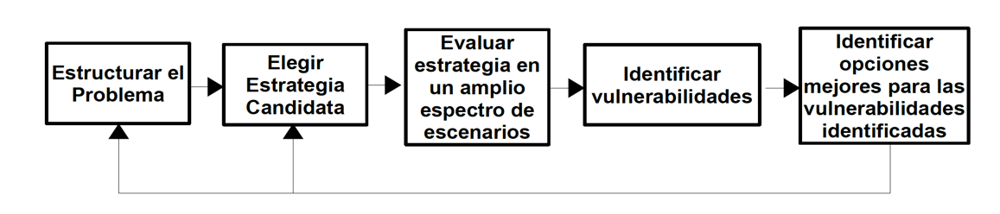 Estructurar el
Problema
Elegir
Estrategia
Candidata
Evaluar
estrategia en
un amplio
espectro de
escenarios
Identificar
vulnerabilidades
Identificar
opciones
mejores para las
vulnerabilidades
identificadas